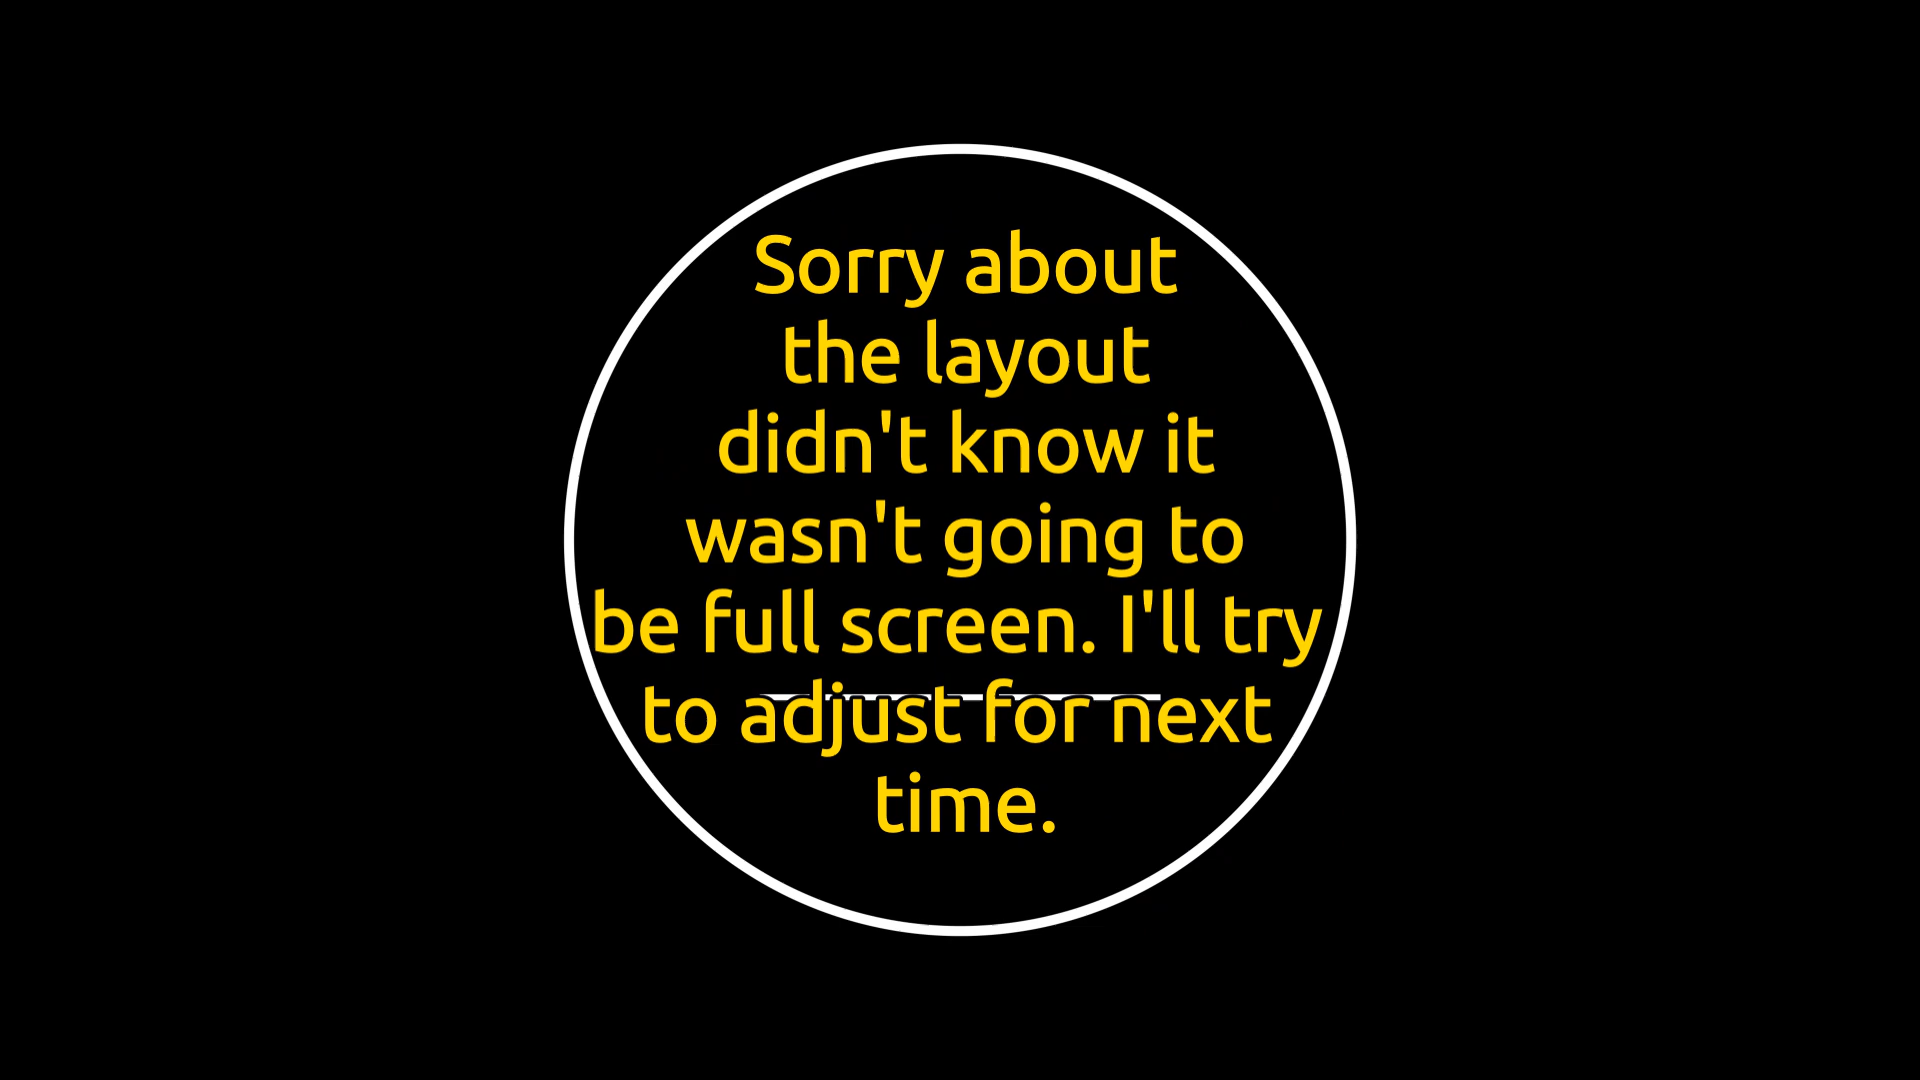 Sorry about
the layout
didn't know it
wasn't going to
be full screen. I'll try
to adjust for next
time.